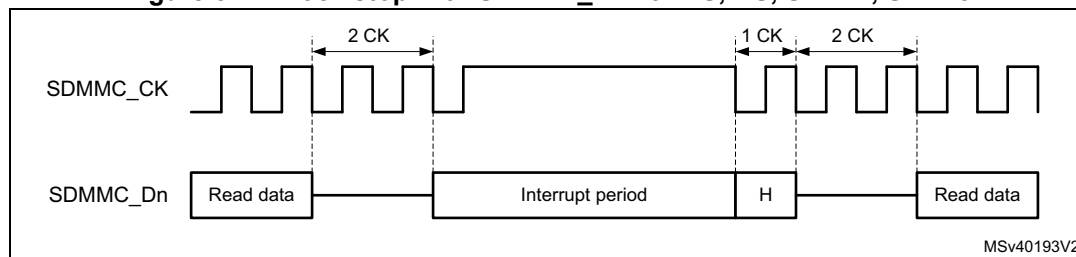 2 CK 1 CK 2 CK
SDMMC_CK
SDMMC_Dn Read data Interrupt period H Read data
MSv40193V2